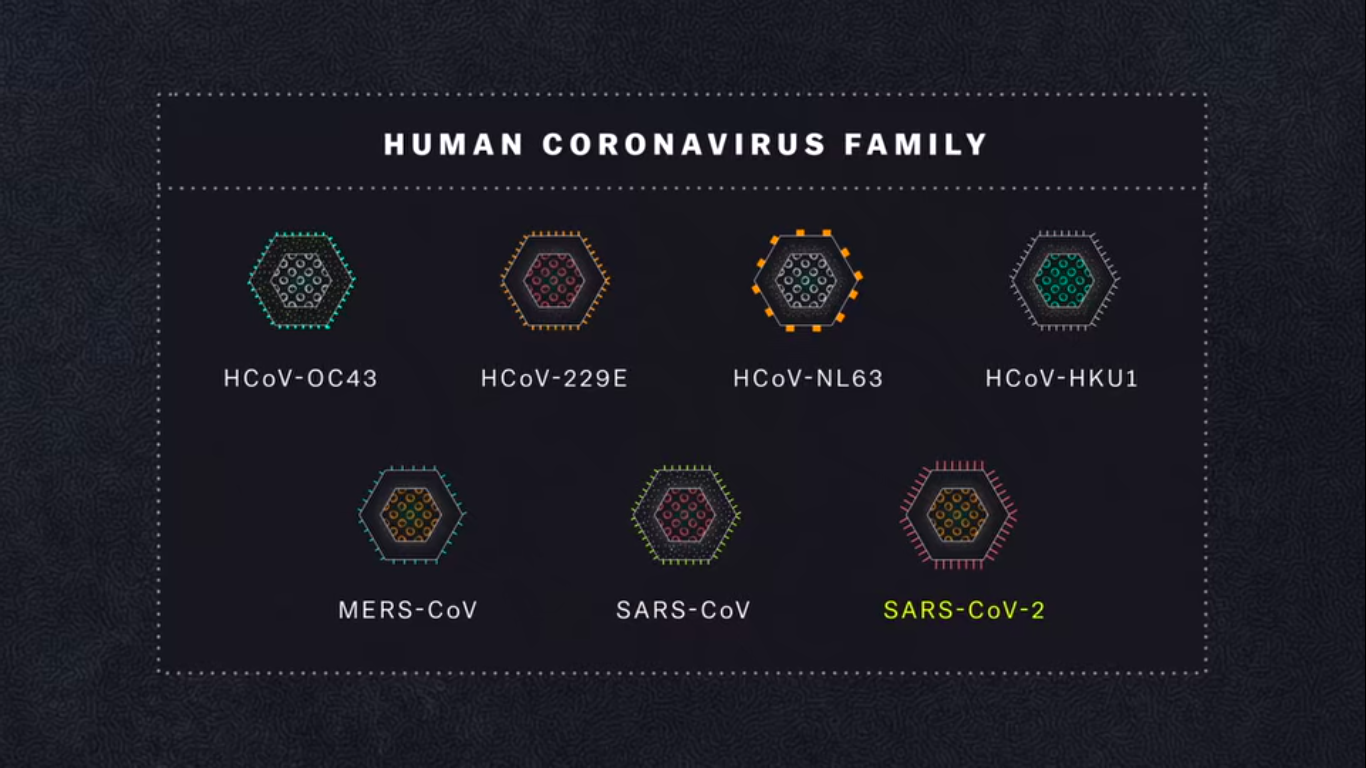 HUMAN CORONAVIRUS FAMILY
HCoV-OC43 HCoV-229E HCoV-NL63 HCoV-HKU1
MERS-CoV SARS-CoV SARS-CoV-2